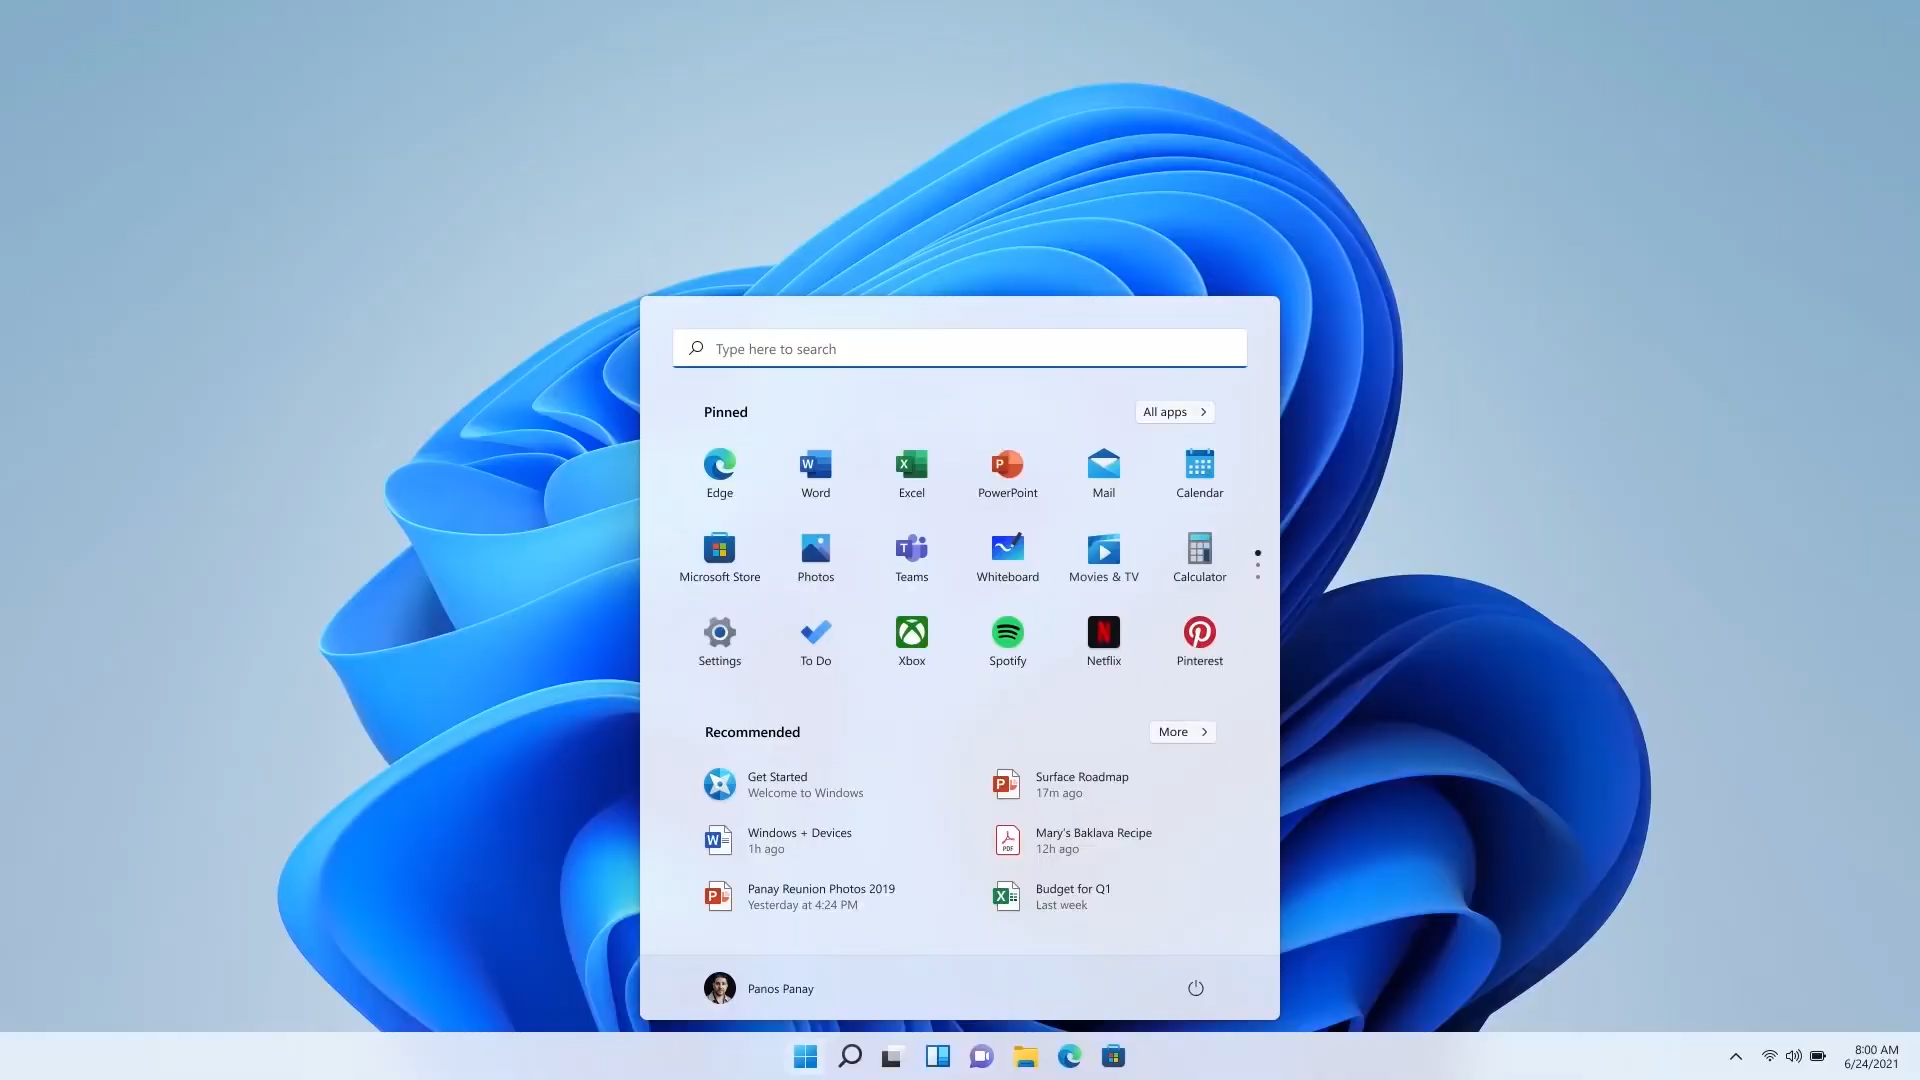 Type here to search
Pinned
All apps
Edge
Word
Excel
PowerPoint
Mail
Calendar
Microsoft Store
Photos
Teams
Whiteboard
Movies & TV
Calculator
Settings
To Do
Xbox
Spotify
Netflix
Pinterest
Recommended
More
Get Started
Welcome to Windows
Surface Roadmap
17m ago
Windows + Devices
1h ago
PDF
Mary's Baklava Recipe
12h ago
Panay Reunion Photos 2019
Yesterday at 4:24 PM
Budget for Q1
Last week
Panos Panay
8:00 AM
6/24/2021